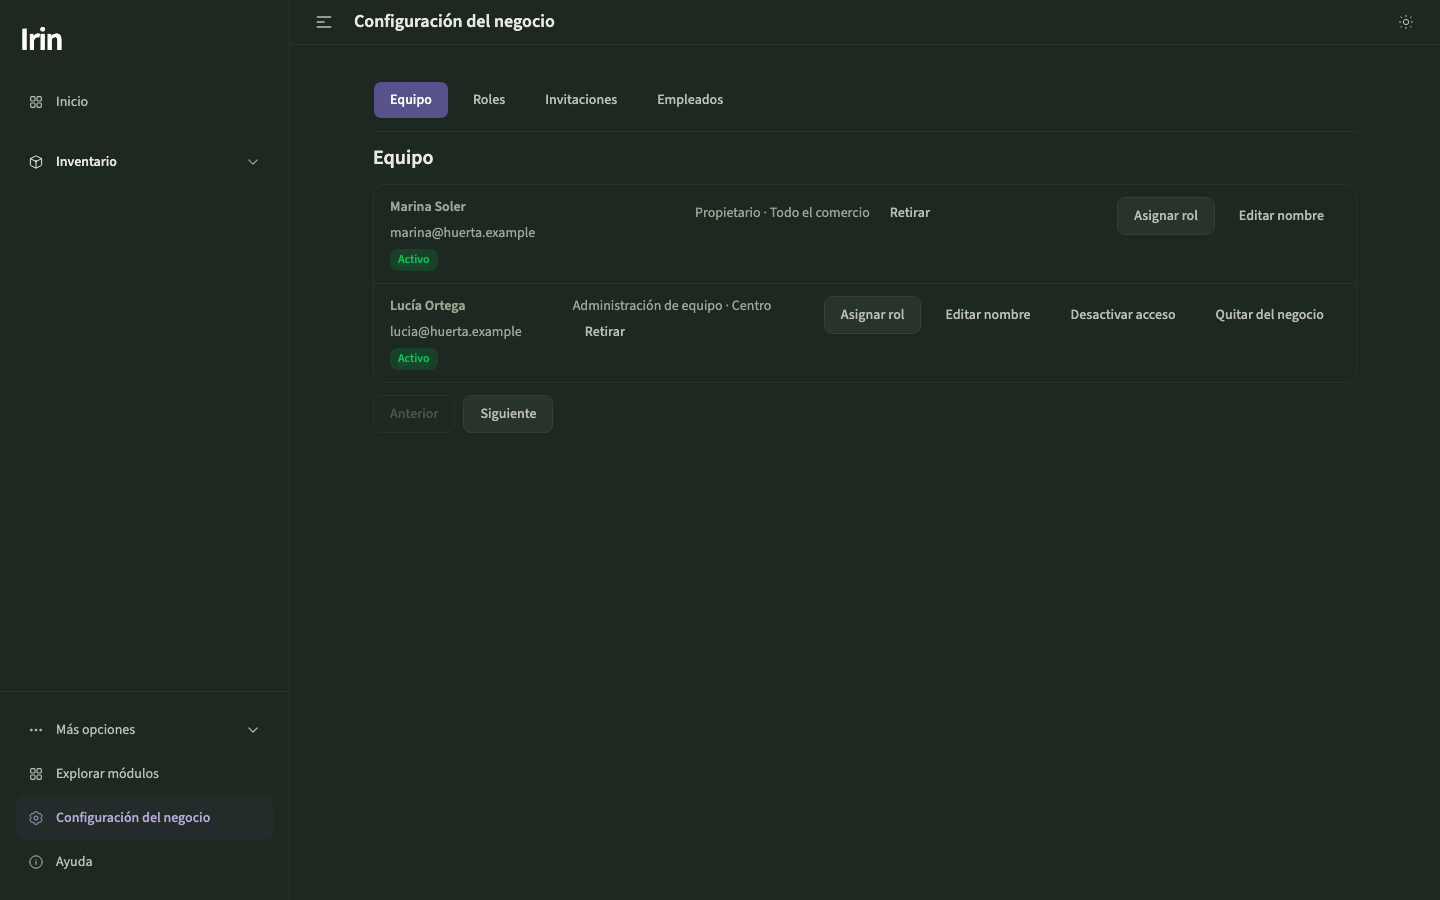 Irin
Configuración del negocio
Inicio
Inventario
Equipo
Roles
Invitaciones
Empleados
Equipo
Marina Soler
marina@huerta.example
Activo
Propietario · Todo el comercio
Retirar
Asignar rol
Editar nombre
Lucía Ortega
lucia@huerta.example
Activo
Administración de equipo · Centro
Retirar
Asignar rol
Editar nombre
Desactivar acceso
Quitar del negocio
Anterior
Siguiente
Más opciones
Explorar módulos
Configuración del negocio
Ayuda